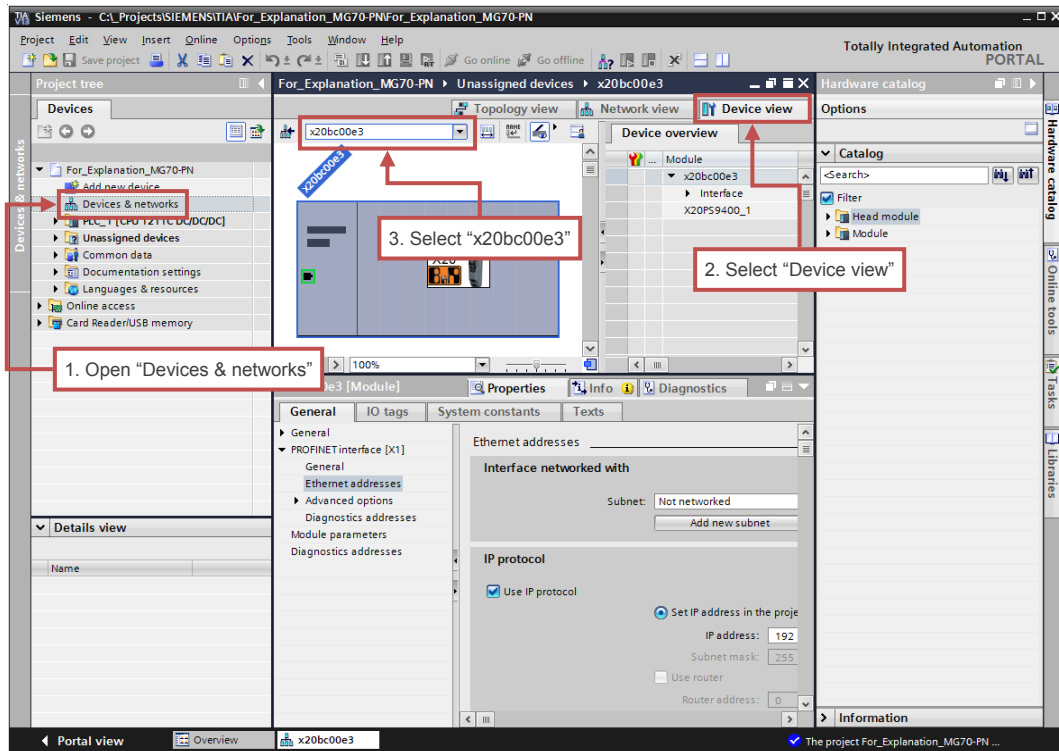 Siemens - C:\_Projects\SIEMENS\TIA\For_Explanation_MG70-PN\For_Explanation_MG70-PN
Project Edit View Insert Online Options Tools Window Help
Totally Integrated Automation
PORTAL
Save project
Go online
Go offline
Project tree
For_Explanation_MG70-PN
Unassigned devices
x20bc00e3
Hardware catalog
Devices
Topology view
Network view
Device view
Options
x20bc00e3
Device overview
... Module
x20bc00e3
Interface
X20PS9400_1
Catalog
<Search>
Filter
Head module
Module
For_Explanation_MG70-PN
Add new device
Devices & networks
PLC_1 [CPU 1211C DC/DC/DC]
Unassigned devices
Common data
Documentation settings
Languages & resources
Online access
Card Reader/USB memory
x20bc00e3
X20
3. Select “x20bc00e3”
2. Select “Device view”
1. Open “Devices & networks”
100%
[Module]
Properties
Info
Diagnostics
General
IO tags
System constants
Texts
General
PROFINET interface [X1]
General
Ethernet addresses
Advanced options
Diagnostics addresses
Module parameters
Diagnostics addresses
Ethernet addresses
Interface networked with
Subnet: Not networked
Add new subnet
IP protocol
Use IP protocol
Set IP address in the proje
IP address: 192
Subnet mask: 255
Use router
Router address: 0
Details view
Name
Information
Devices & networks
Hardware catalog
Online tools
Tasks
Libraries
Portal view
Overview
x20bc00e3
The project For_Explanation_MG70-PN ...